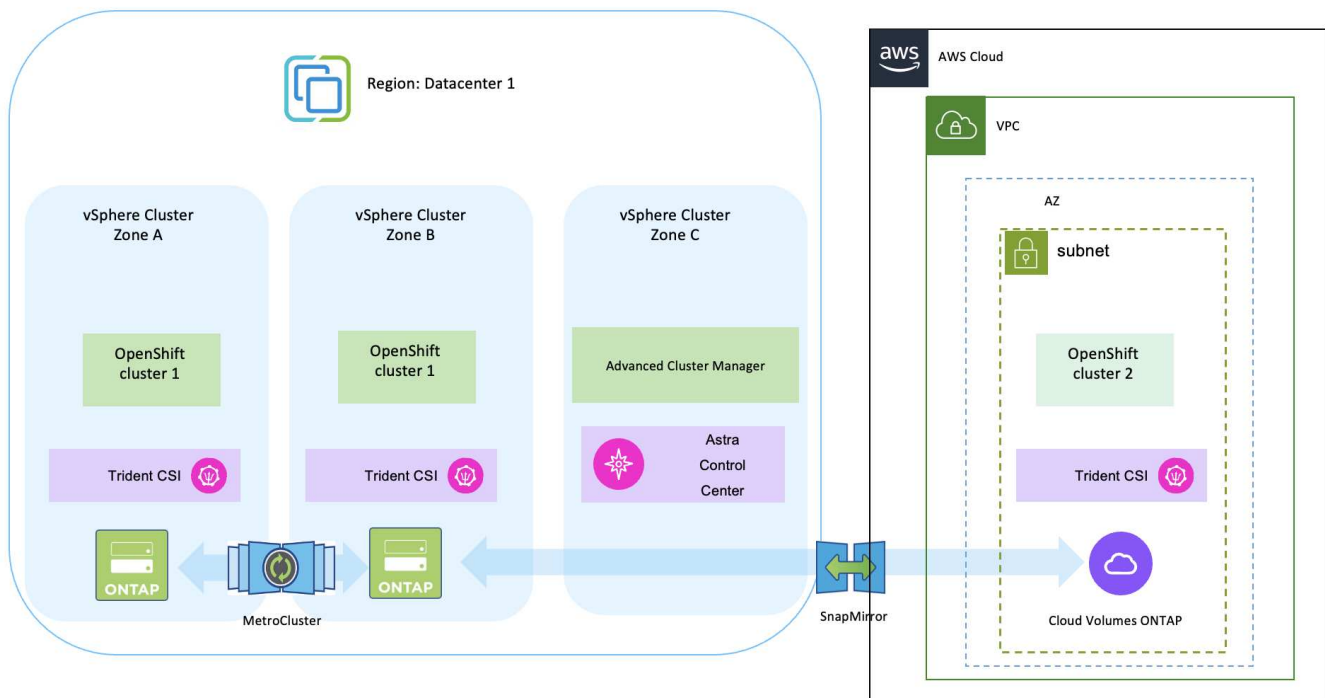 Region: Datacenter 1
aws
AWS Cloud
VPC
AZ
subnet
vSphere Cluster
Zone A
vSphere Cluster
Zone B
vSphere Cluster
Zone C
OpenShift
cluster 1
OpenShift
cluster 1
Advanced Cluster Manager
OpenShift
cluster 2
Trident CSI
Trident CSI
Astra
Control
Center
Trident CSI
ONTAP
MetroCluster
ONTAP
SnapMirror
Cloud Volumes ONTAP